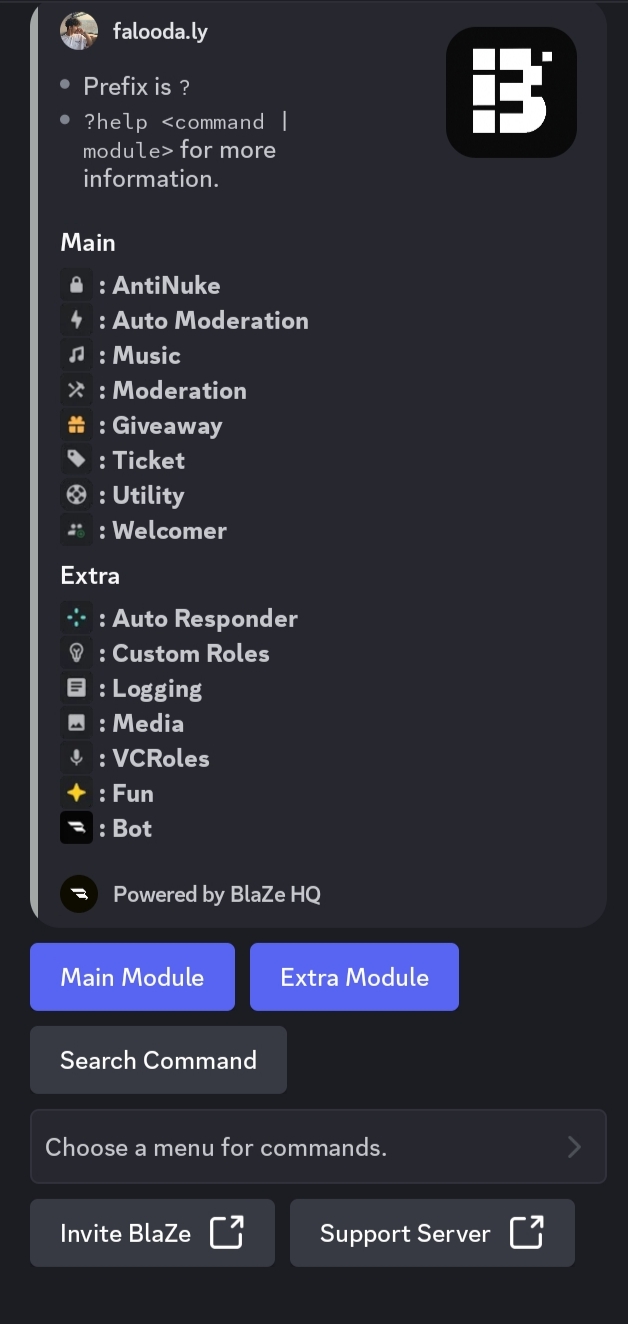 falooda.ly
Prefix is ?
?help <command |
module> for more
information.
Main
: AntiNuke
: Auto Moderation
: Music
: Moderation
: Giveaway
: Ticket
: Utility
: Welcomer
Extra
: Auto Responder
: Custom Roles
: Logging
: Media
: VCRoles
: Fun
: Bot
Powered by BlaZe HQ
Main Module Extra Module
Search Command
Choose a menu for commands.
Invite BlaZe Support Server